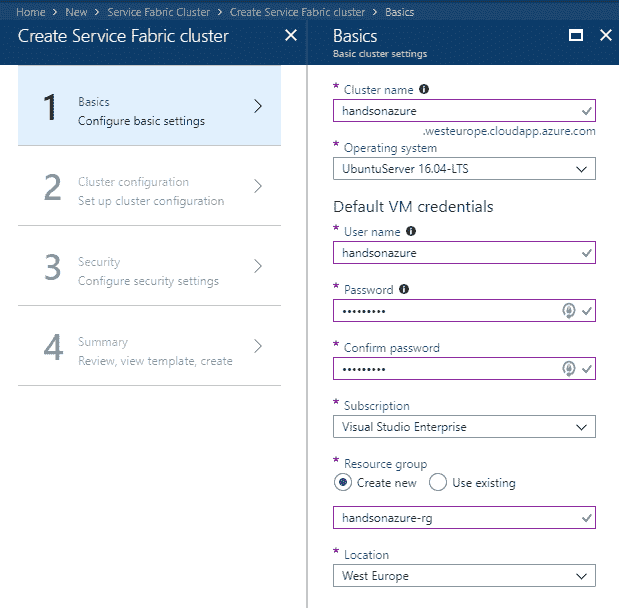 Home > New > Service Fabric Cluster > Create Service Fabric cluster > Basics
Create Service Fabric cluster
1
Basics
Configure basic settings
2
Cluster configuration
Set up cluster configuration
3
Security
Configure security settings
4
Summary
Review, view template, create
Basics
Basic cluster settings
* Cluster name
handsonazure
.westeurope.cloudapp.azure.com
* Operating system
UbuntuServer 16.04-LTS
Default VM credentials
* User name
handsonazure
* Password
•••••••••
* Confirm password
•••••••••
* Subscription
Visual Studio Enterprise
* Resource group
Create new Use existing
handsonazure-rg
* Location
West Europe